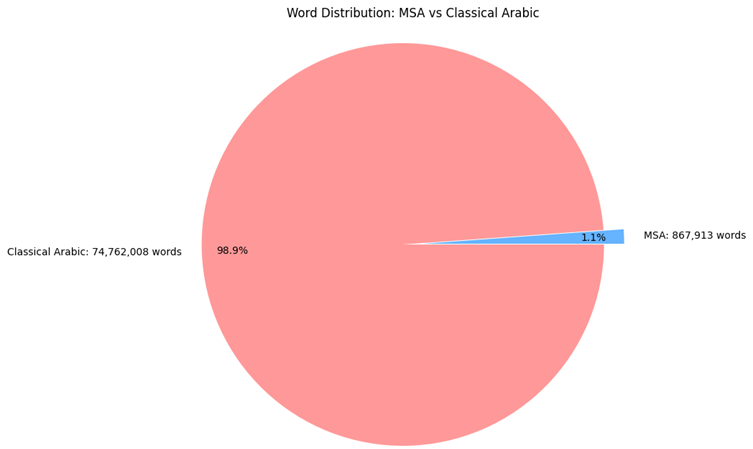 Word Distribution: MSA vs Classical Arabic
1.1%
MSA: 867,913 words
Classical Arabic: 74,762,008 words
98.9%